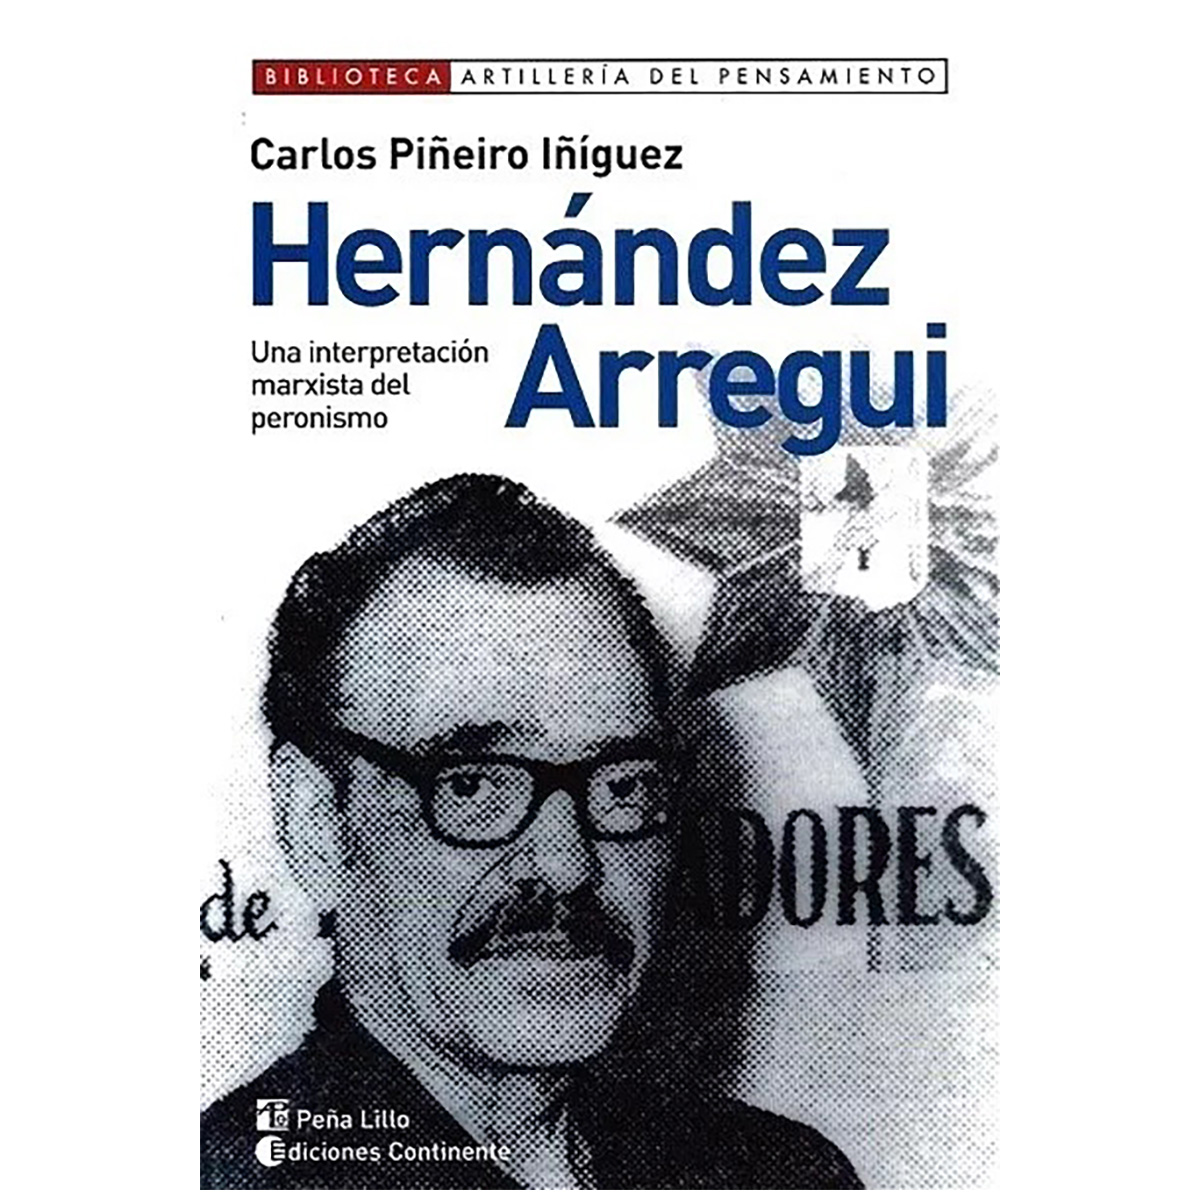 BIBLIOTECA ARTILLERÍA DEL PENSAMIENTO
Carlos Piñeiro Iñíguez
Hernández
Arregui
Una interpretación
marxista del
peronismo
DORES
de
Peña Lillo
Ediciones Continente